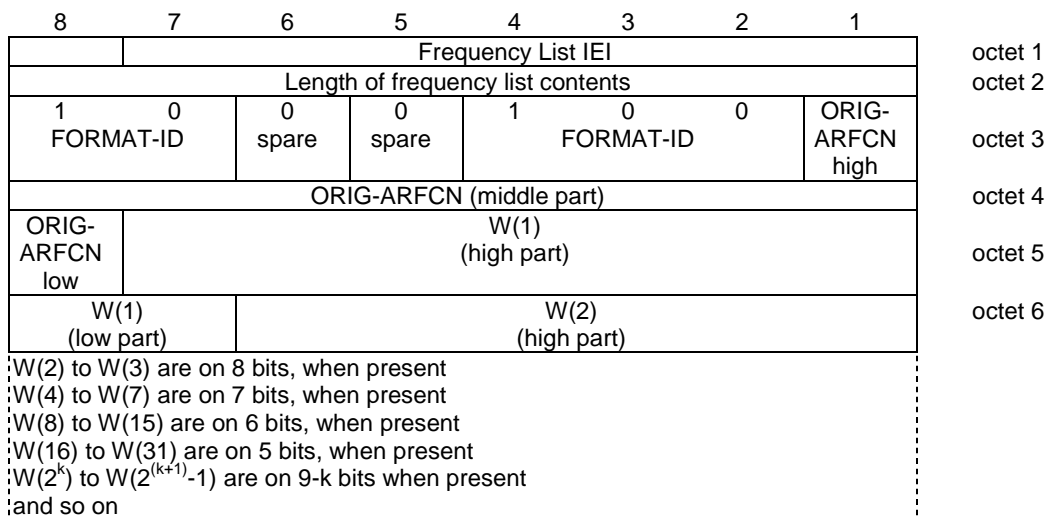 8 7 6 5 4 3 2 1
Frequency List IEI octet 1
Length of frequency list contents octet 2
1 0 0 0 1 0 0 ORIG-
FORMAT-ID spare spare FORMAT-ID ARFCN octet 3
high
ORIG-ARFCN (middle part) octet 4
ORIG- W(1)
ARFCN (high part) octet 5
low
W(1) W(2) octet 6
(low part) (high part)
W(2) to W(3) are on 8 bits, when present
W(4) to W(7) are on 7 bits, when present
W(8) to W(15) are on 6 bits, when present
W(16) to W(31) are on 5 bits, when present
W(2^k) to W(2^(k+1)-1) are on 9-k bits when present
and so on